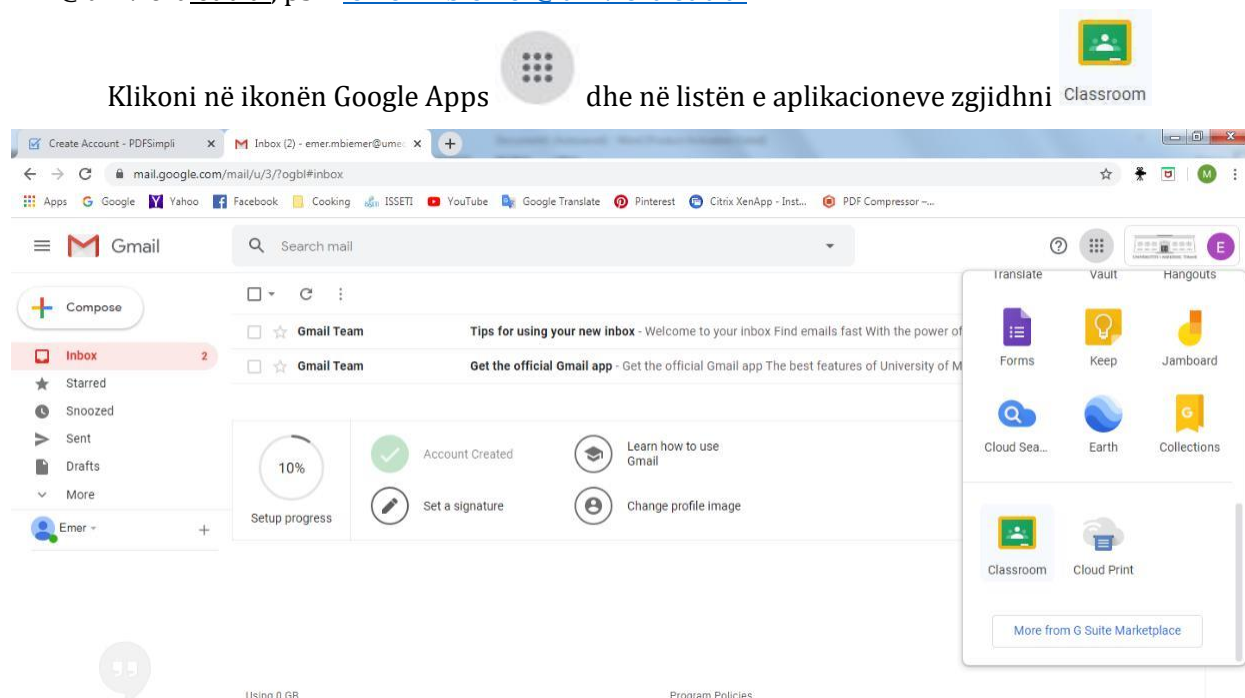 Klikoni në ikonën Google Apps dhe në listën e aplikacioneve zgjidhni Classroom
Create Account - PDFSimpli
Inbox (2) - emer.mbiemer@ume
mail.google.com/mail/u/3/?ogbl#inbox
M
Apps Google Yahoo Facebook Cooking ISSETI YouTube Google Translate Pinterest Citrix XenApp - Inst... PDF Compressor –...
Gmail
Search mail
E
Translate Vault Hangouts
Compose
Gmail Team Tips for using your new inbox - Welcome to your inbox Find emails fast With the power of
Inbox 2
Gmail Team Get the official Gmail app - Get the official Gmail app The best features of University of M
Forms Keep Jamboard
Starred
Snoozed
Sent
Drafts
More
Emer
10%
Setup progress
Account Created
Learn how to use
Gmail
Set a signature
Change profile image
Cloud Sea... Earth Collections
Classroom Cloud Print
More from G Suite Marketplace
Using 0 GB
Program Policies